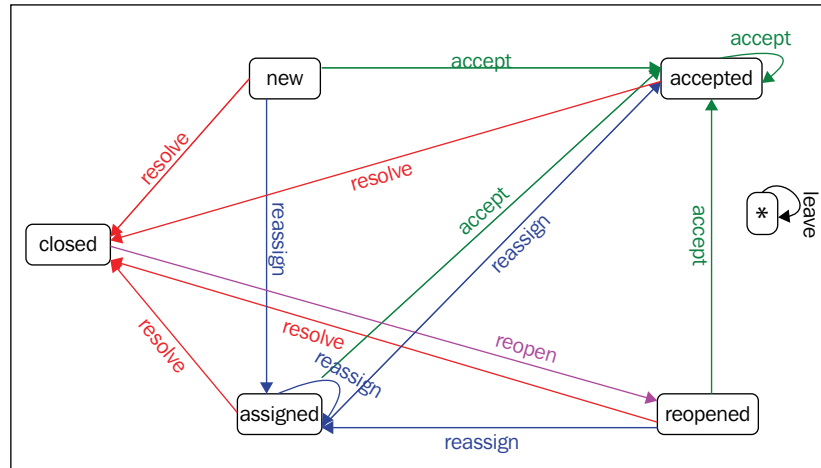 accept
new
accept
accepted
resolve
resolve
accept
leave
*
closed
reassign
reassign
accept
resolve
resolve
reopen
reassign
assigned
reopened
reassign